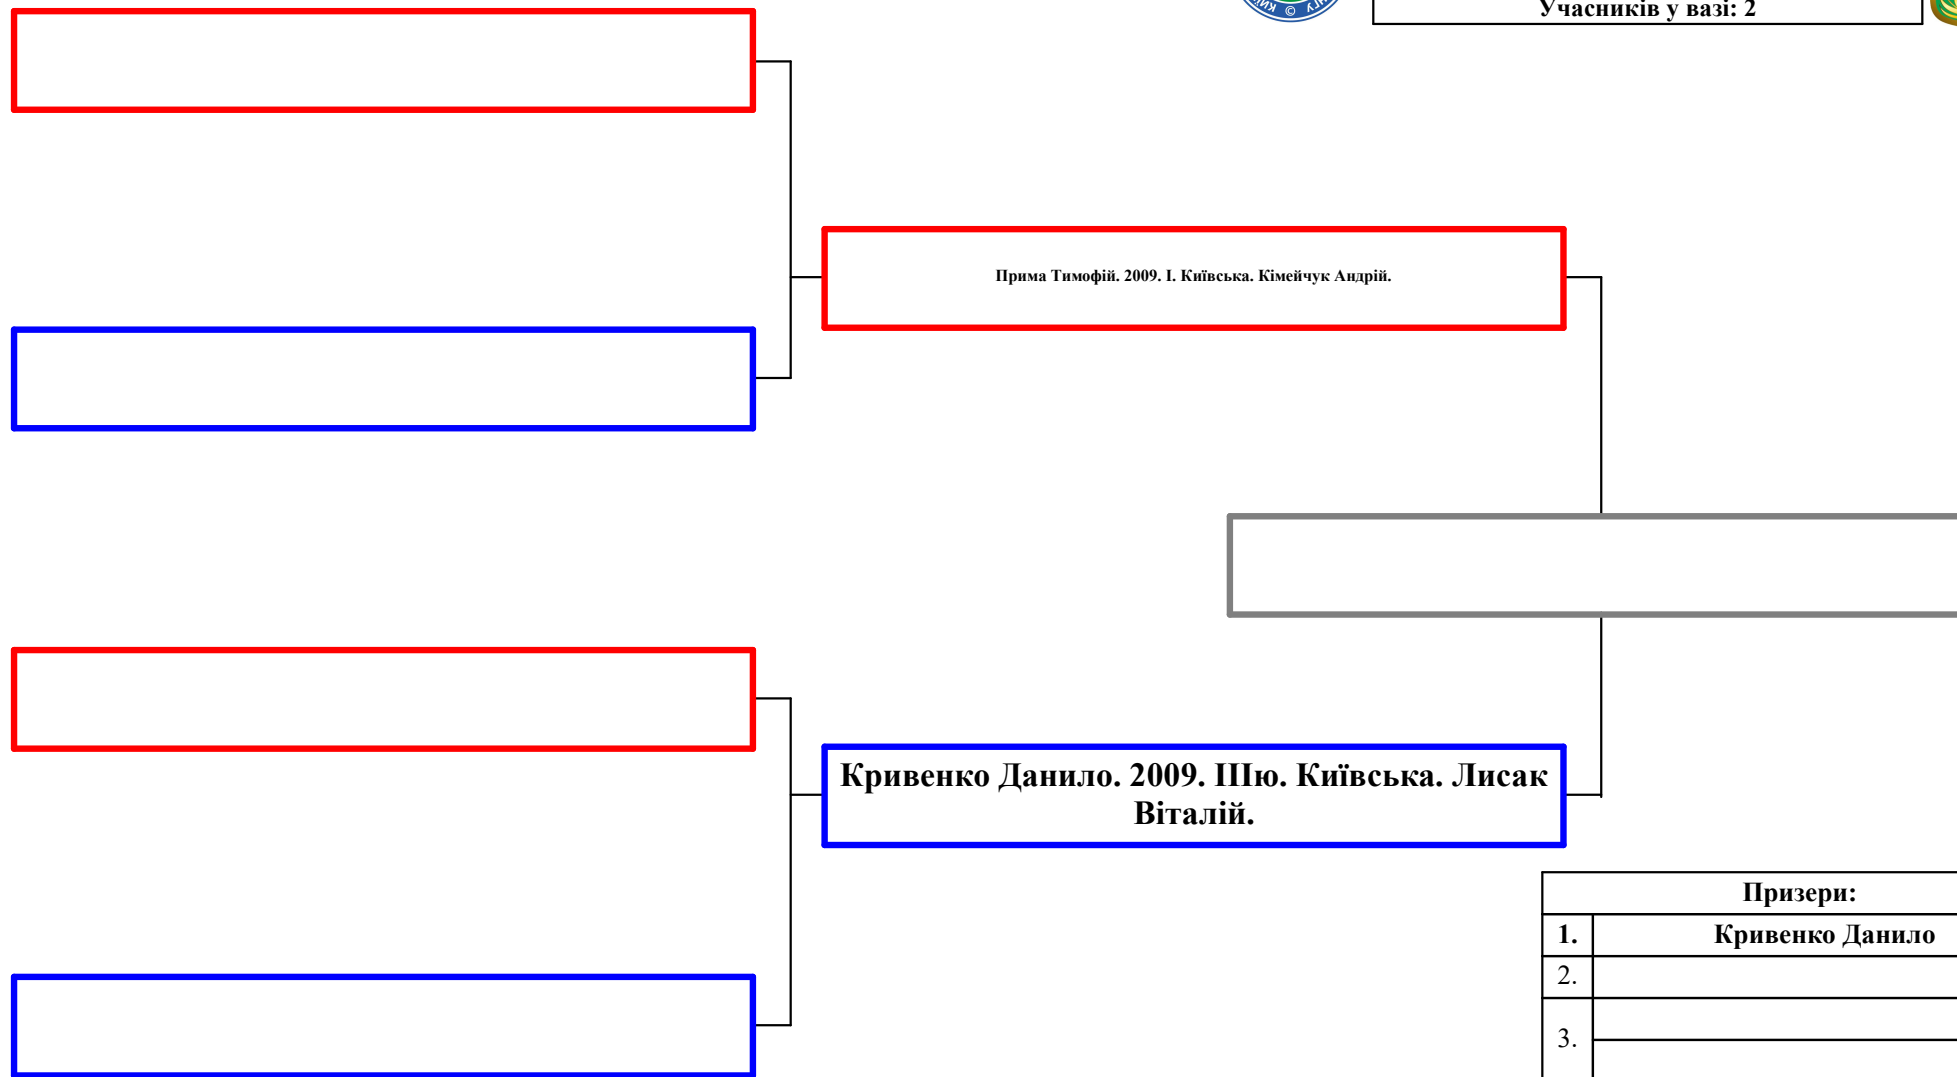 Учасників у вазі: 2
Прима Тимофій. 2009. І. Київська. Кімейчук Андрій.
Кривенко Данило. 2009. ІІІю. Київська. Лисак
Віталій.
Призери:
1. Кривенко Данило
2.
3.